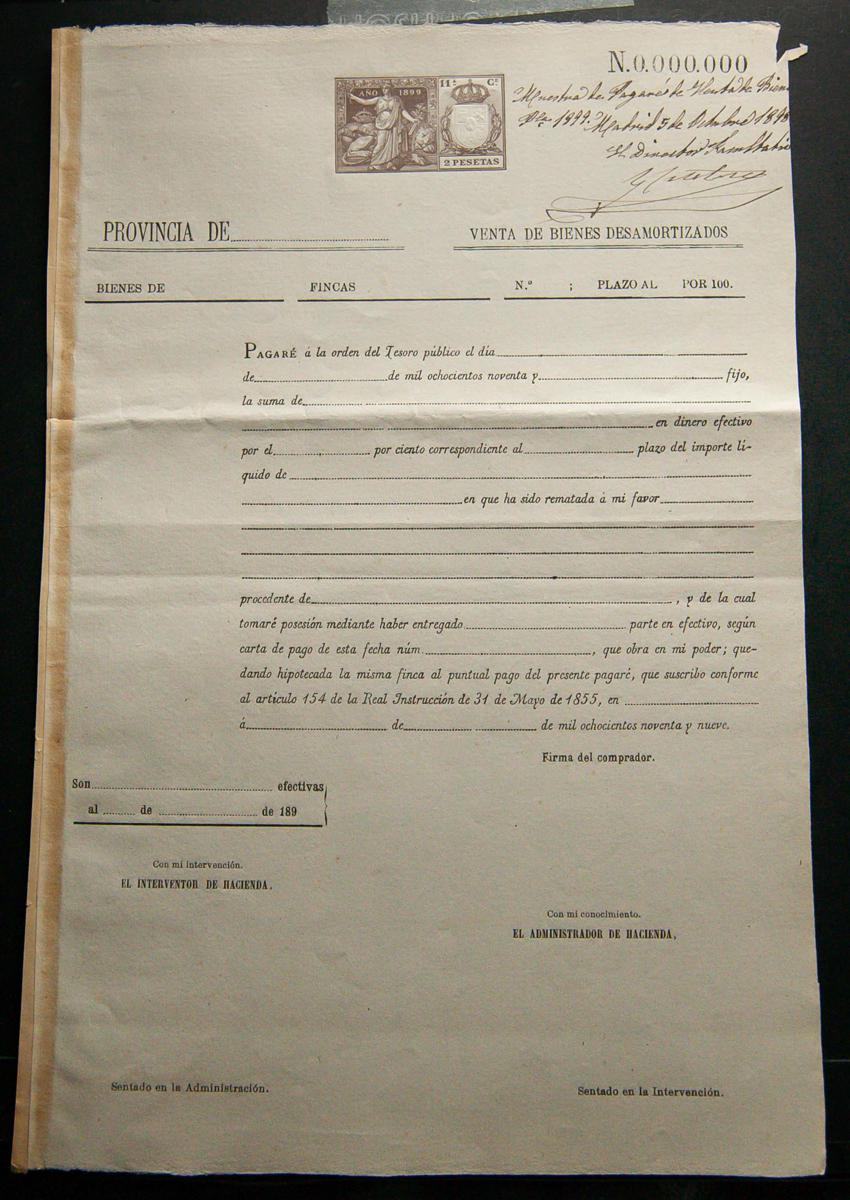 N.0.000.000
AÑO 1899
11ª Cᵉ
2 PESETAS
Muestra de Pagarés de Venta de Bien
1899. Madrid 5 de Octubre 1898
El Director
PROVINCIA DE
VENTA DE BIENES DESAMORTIZADOS
BIENES DE FINCAS N.º ; PLAZO AL POR 100.
PAGARÉ á la orden del Tesoro público el día
de de mil ochocientos noventa y fijo,
la suma de
en dinero efectivo
por el por ciento correspondiente al plazo del importe lí-
quido de
en que ha sido rematada á mi favor
procedente de , y de la cual
tomaré posesión mediante haber entregado parte en efectivo, según
carta de pago de esta fecha núm. , que obra en mi poder; que-
dando hipotecada la misma finca al puntual pago del presente pagaré, que suscribo conforme
al artículo 154 de la Real Instrucción de 31 de Mayo de 1855, en
á de de mil ochocientos noventa y nueve.
Firma del comprador.
Son efectivas
al de de 189
Con mi intervención.
EL INTERVENTOR DE HACIENDA,
Con mi conocimiento.
EL ADMINISTRADOR DE HACIENDA,
Sentado en la Administración.
Sentado en la Intervención.